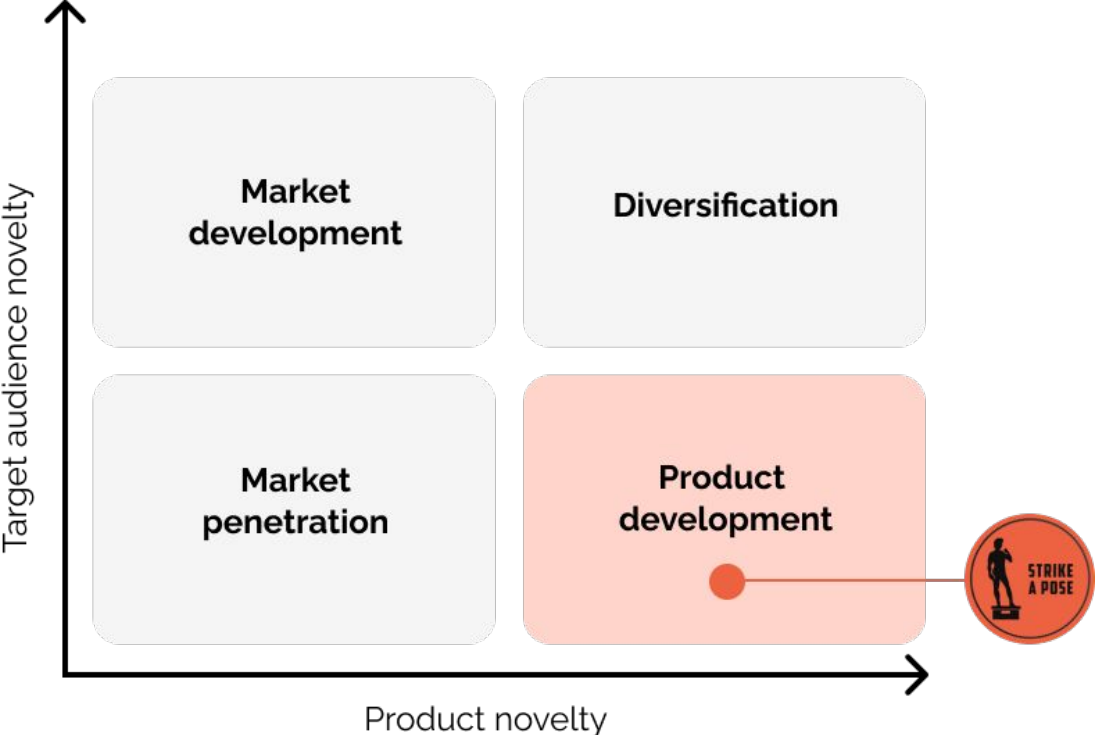 Target audience novelty
Market
development
Diversification
Market
penetration
Product
development
STRIKE
A POSE
Product novelty